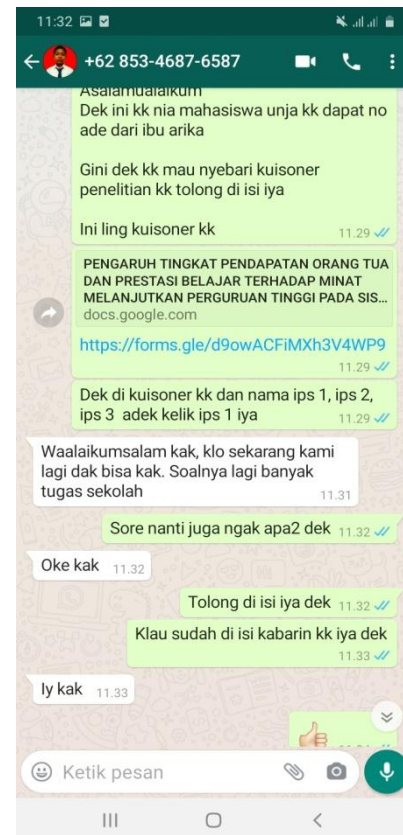 11:32
+62 853-4687-6587
Asalamualaikum
Dek ini kk nia mahasiswa unja kk dapat no
ade dari ibu arika
Gini dek kk mau nyebari kuisoner
penelitian kk tolong di isi iya
Ini ling kuisoner kk
11.29
PENGARUH TINGKAT PENDAPATAN ORANG TUA
DAN PRESTASI BELAJAR TERHADAP MINAT
MELANJUTKAN PERGURUAN TINGGI PADA SIS...
docs.google.com
https://forms.gle/d9owACFiMXh3V4WP9
11.29
Dek di kuisoner kk dan nama ips 1, ips 2,
ips 3 adek kelik ips 1 iya
11.29
Waalaikumsalam kak, klo sekarang kami
lagi dak bisa kak. Soalnya lagi banyak
tugas sekolah
11.31
Sore nanti juga ngak apa2 dek 11.32
Oke kak 11.32
Tolong di isi iya dek 11.32
Klau sudah di isi kabarin kk iya dek
11.33
Iy kak 11.33
Ketik pesan